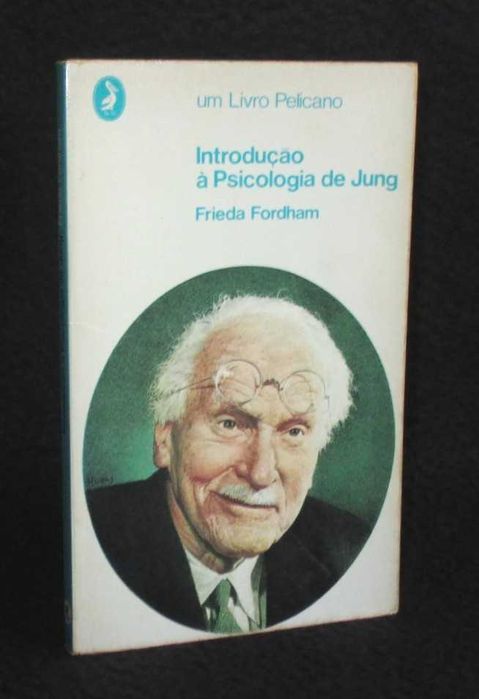 um Livro Pelicano
Introdução
à Psicologia de Jung
Frieda Fordham